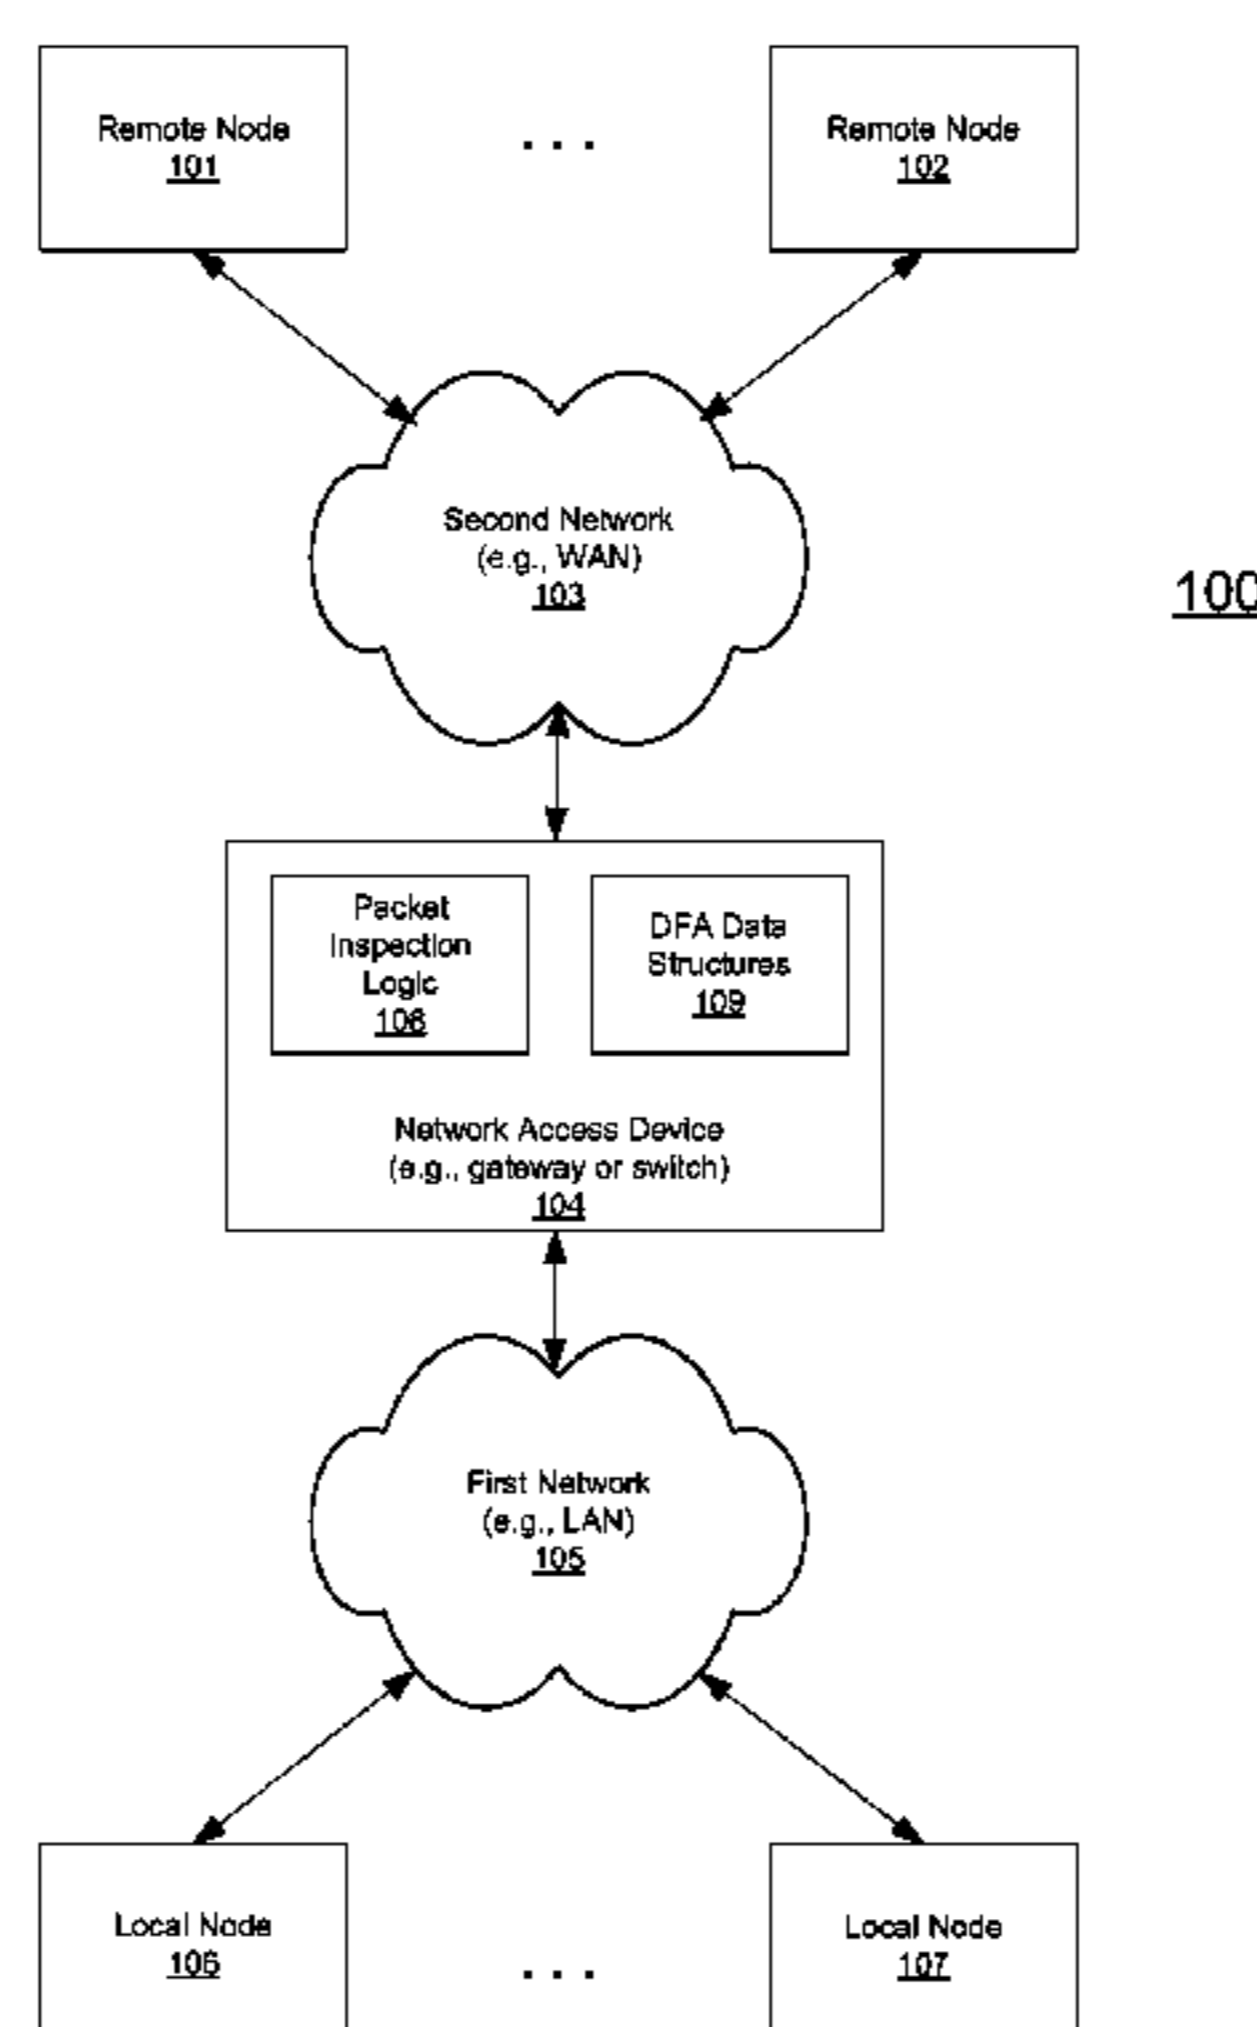 Remote Node
101
. . .
Remote Node
102
Second Network
(e.g., WAN)
103
100
Packet
Inspection
Logic
108
DFA Data
Structures
109
Network Access Device
(e.g., gateway or switch)
104
First Network
(e.g., LAN)
105
Local Node
106
. . .
Local Node
107